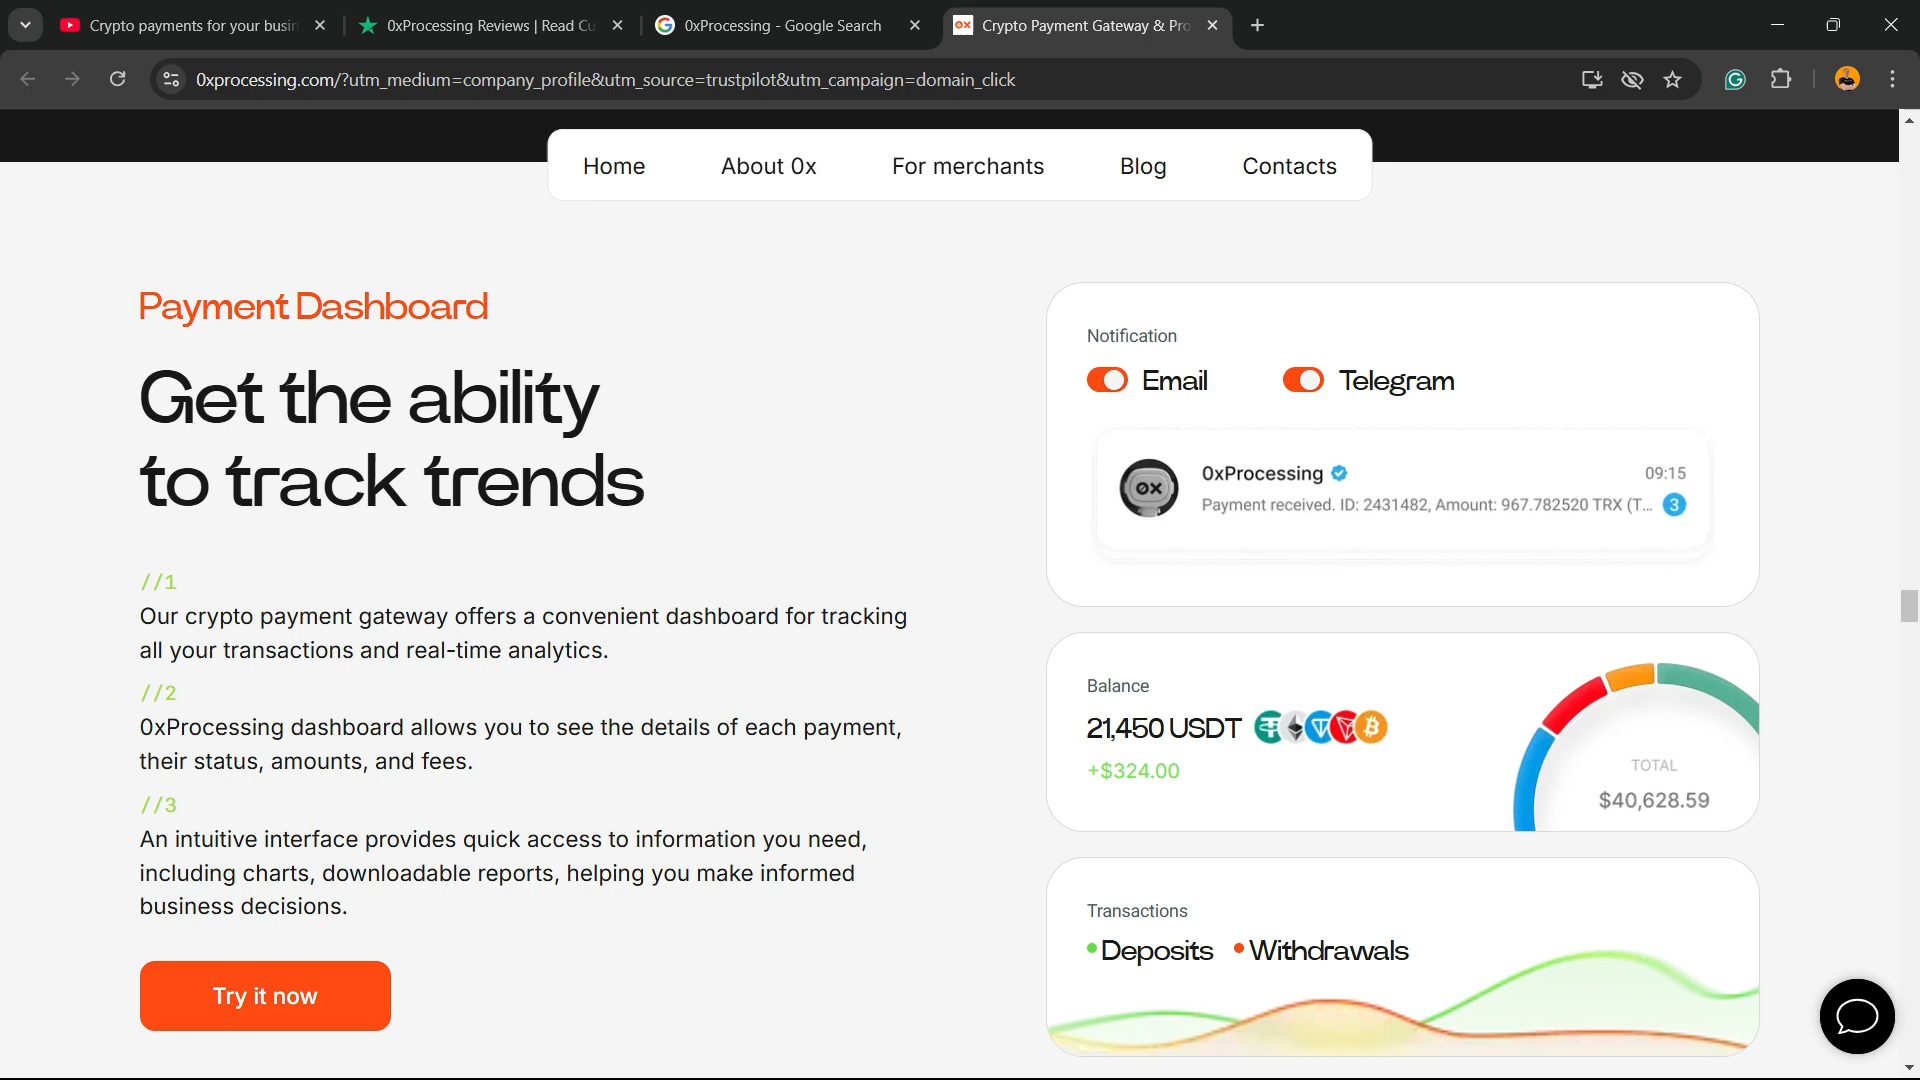 Crypto payments for your busin
0xProcessing Reviews | Read Cu
0xProcessing - Google Search
Crypto Payment Gateway & Pro
0xprocessing.com/?utm_medium=company_profile&utm_source=trustpilot&utm_campaign=domain_click
Home
About 0x
For merchants
Blog
Contacts
Payment Dashboard
Get the ability
to track trends
//1
Our crypto payment gateway offers a convenient dashboard for tracking
all your transactions and real-time analytics.
//2
0xProcessing dashboard allows you to see the details of each payment,
their status, amounts, and fees.
//3
An intuitive interface provides quick access to information you need,
including charts, downloadable reports, helping you make informed
business decisions.
Try it now
Notification
Email
Telegram
0X
0xProcessing
09:15
Payment received. ID: 2431482, Amount: 967.782520 TRX (T...
3
Balance
21,450 USDT
+$324.00
TOTAL
$40,628.59
Transactions
Deposits
Withdrawals